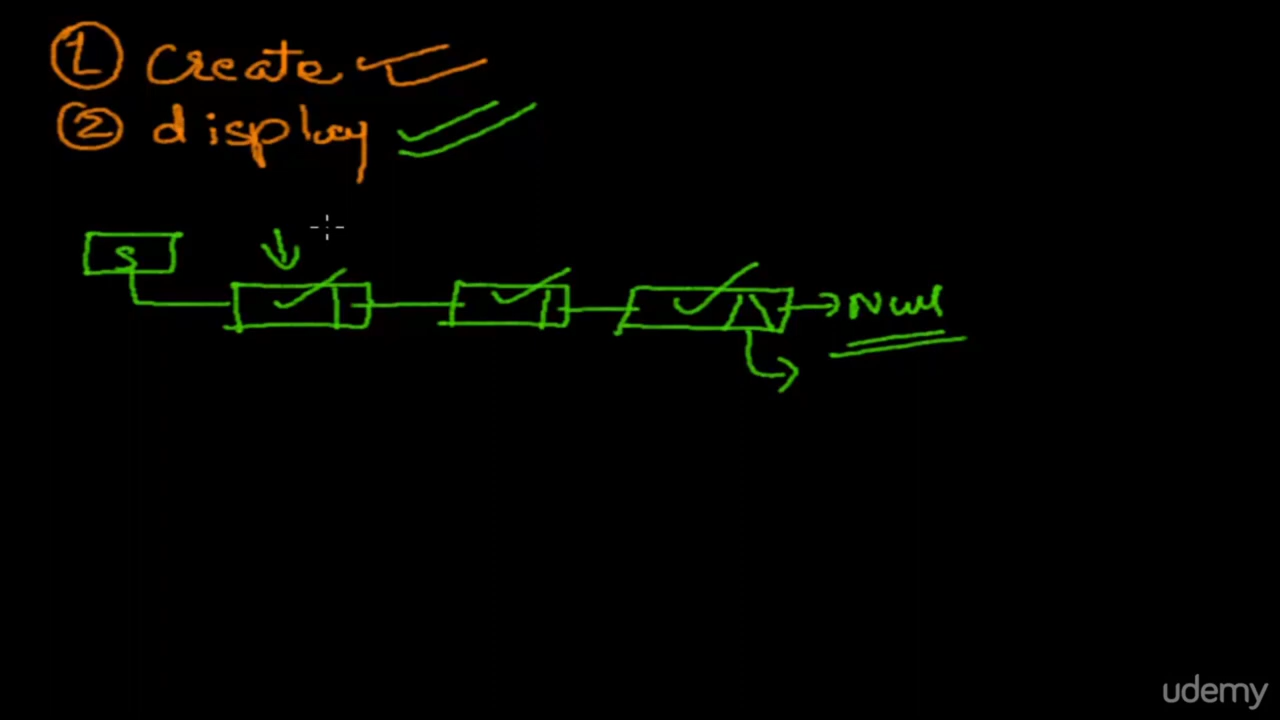 ① Create
② display
S
Null
udemy